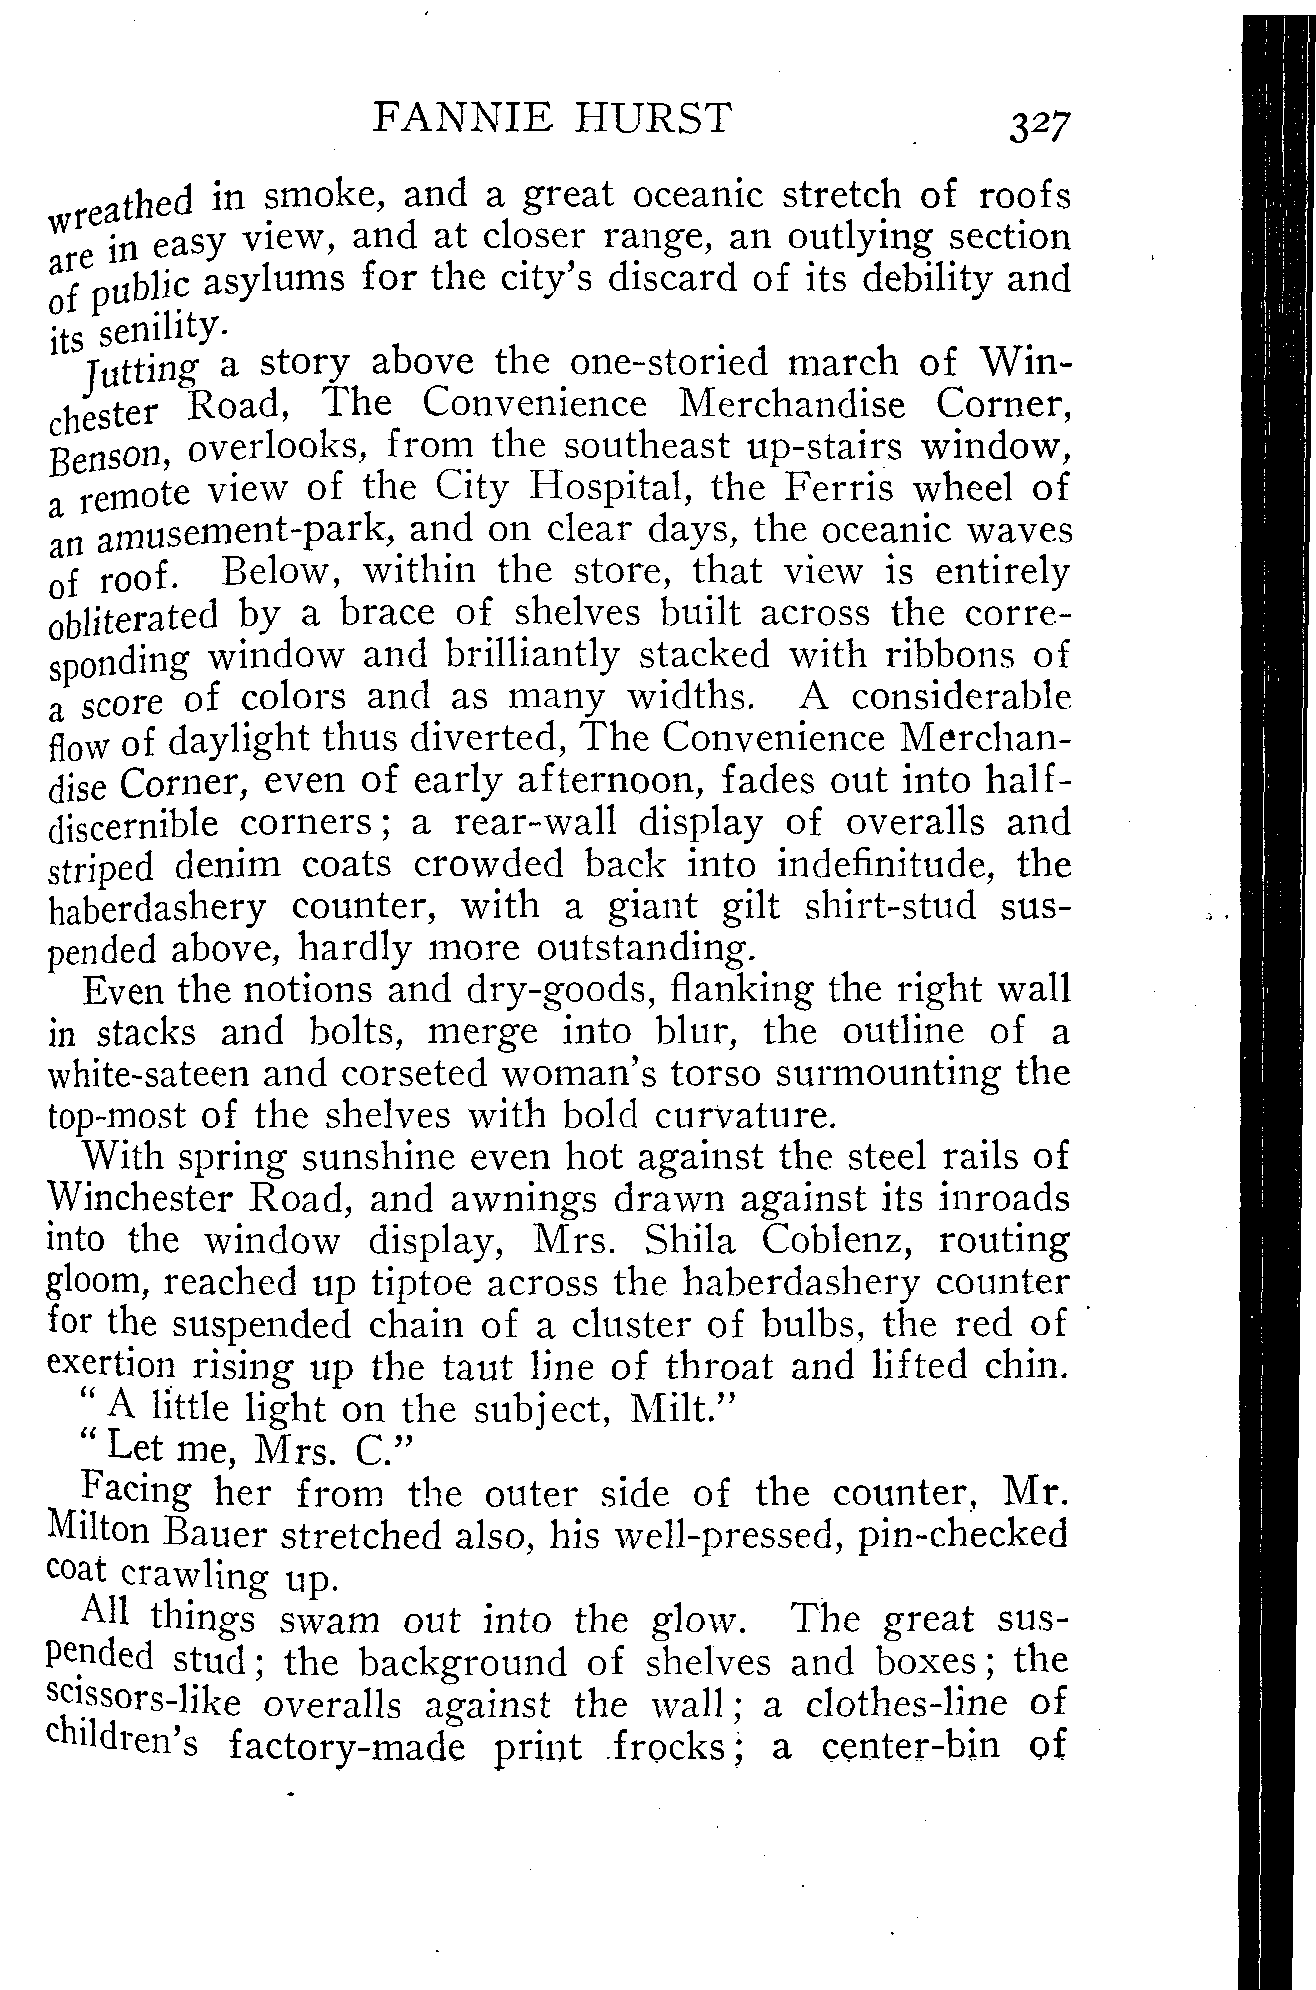 FANNIE HURST 327
wreathed in smoke, and a great oceanic stretch of roofs
are in easy view, and at closer range, an outlying section
of public asylums for the city's discard of its debility and
its senility.
Jutting a story above the one-storied march of Win-
chester Road, The Convenience Merchandise Corner,
Benson, overlooks, from the southeast up-stairs window,
a remote view of the City Hospital, the Ferris wheel of
an amusement-park, and on clear days, the oceanic waves
of roof. Below, within the store, that view is entirely
obliterated by a brace of shelves built across the corre-
sponding window and brilliantly stacked with ribbons of
a score of colors and as many widths. A considerable
flow of daylight thus diverted, The Convenience Merchan-
dise Corner, even of early afternoon, fades out into half-
discernible corners; a rear-wall display of overalls and
striped denim coats crowded back into indefinitude, the
haberdashery counter, with a giant gilt shirt-stud sus-
pended above, hardly more outstanding.
Even the notions and dry-goods, flanking the right wall
in stacks and bolts, merge into blur, the outline of a
white-sateen and corseted woman's torso surmounting the
top-most of the shelves with bold curvature.
With spring sunshine even hot against the steel rails of
Winchester Road, and awnings drawn against its inroads
into the window display, Mrs. Shila Coblenz, routing
gloom, reached up tiptoe across the haberdashery counter
for the suspended chain of a cluster of bulbs, the red of
exertion rising up the taut line of throat and lifted chin.
"A little light on the subject, Milt."
"Let me, Mrs. C."
Facing her from the outer side of the counter, Mr.
Milton Bauer stretched also, his well-pressed, pin-checked
coat crawling up.
All things swam out into the glow. The great sus-
pended stud; the background of shelves and boxes; the
scissors-like overalls against the wall; a clothes-line of
children's factory-made print frocks; a center-bin of